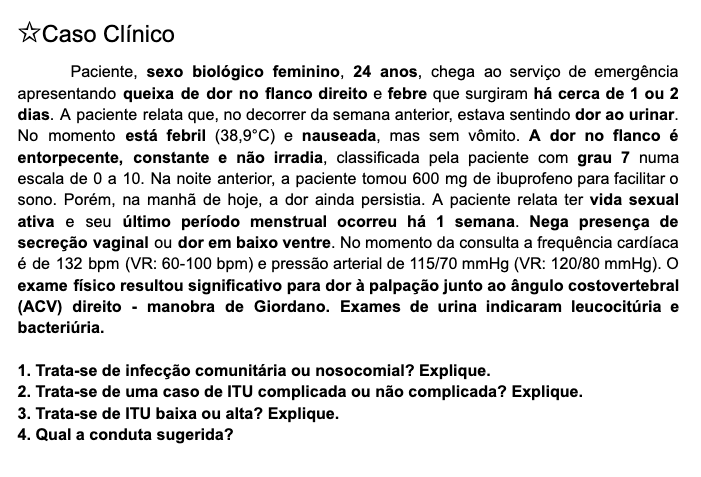 ☆Caso Clínico
Paciente, sexo biológico feminino, 24 anos, chega ao serviço de emergência
apresentando queixa de dor no flanco direito e febre que surgiram há cerca de 1 ou 2
dias. A paciente relata que, no decorrer da semana anterior, estava sentindo dor ao urinar.
No momento está febril (38,9°C) e nauseada, mas sem vômito. A dor no flanco é
entorpecente, constante e não irradia, classificada pela paciente com grau 7 numa
escala de 0 a 10. Na noite anterior, a paciente tomou 600 mg de ibuprofeno para facilitar o
sono. Porém, na manhã de hoje, a dor ainda persistia. A paciente relata ter vida sexual
ativa e seu último período menstrual ocorreu há 1 semana. Nega presença de
secreção vaginal ou dor em baixo ventre. No momento da consulta a frequência cardíaca
é de 132 bpm (VR: 60-100 bpm) e pressão arterial de 115/70 mmHg (VR: 120/80 mmHg). O
exame físico resultou significativo para dor à palpação junto ao ângulo costovertebral
(ACV) direito - manobra de Giordano. Exames de urina indicaram leucocitúria e
bacteriúria.
1. Trata-se de infecção comunitária ou nosocomial? Explique.
2. Trata-se de uma caso de ITU complicada ou não complicada? Explique.
3. Trata-se de ITU baixa ou alta? Explique.
4. Qual a conduta sugerida?